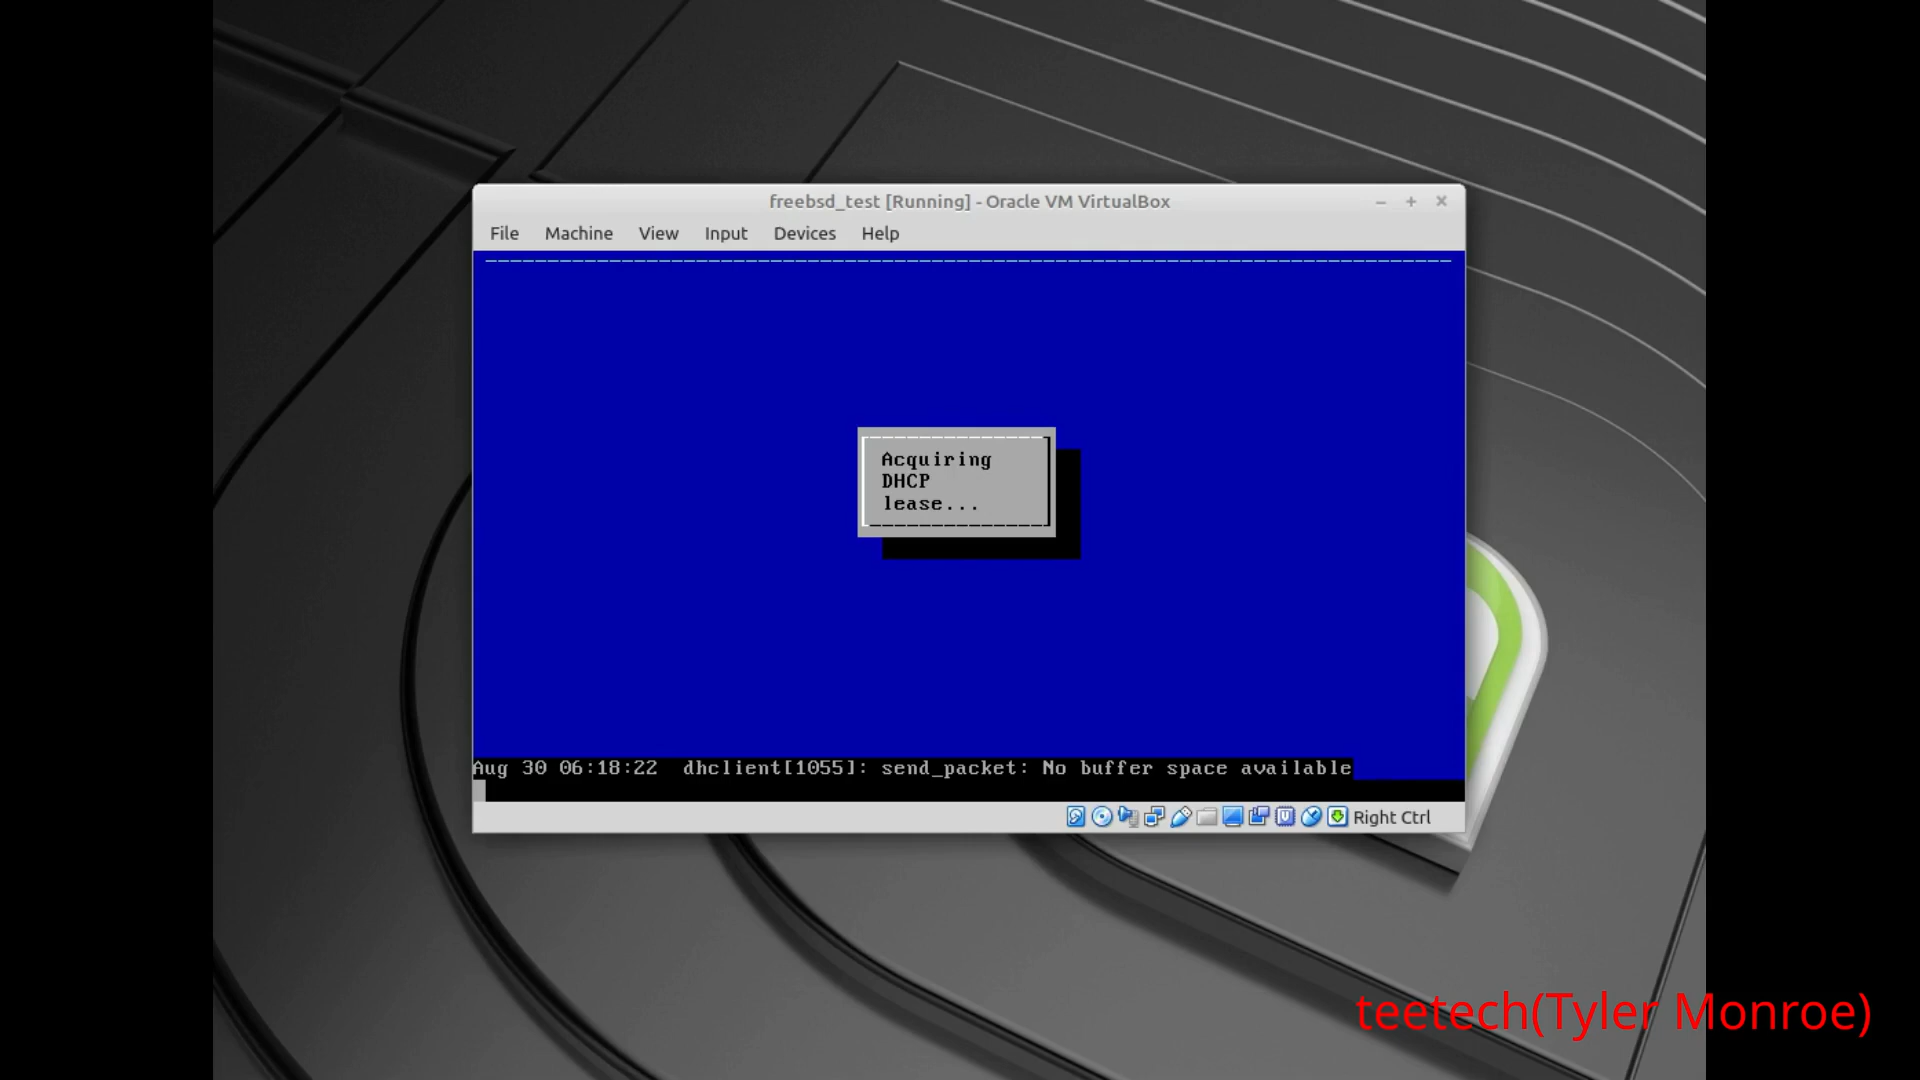 freebsd_test [Running] - Oracle VM VirtualBox
File Machine View Input Devices Help
Acquiring
DHCP
lease...
Aug 30 06:18:22 dhclient[1055]: send_packet: No buffer space available
Right Ctrl
teetech(Tyler Monroe)